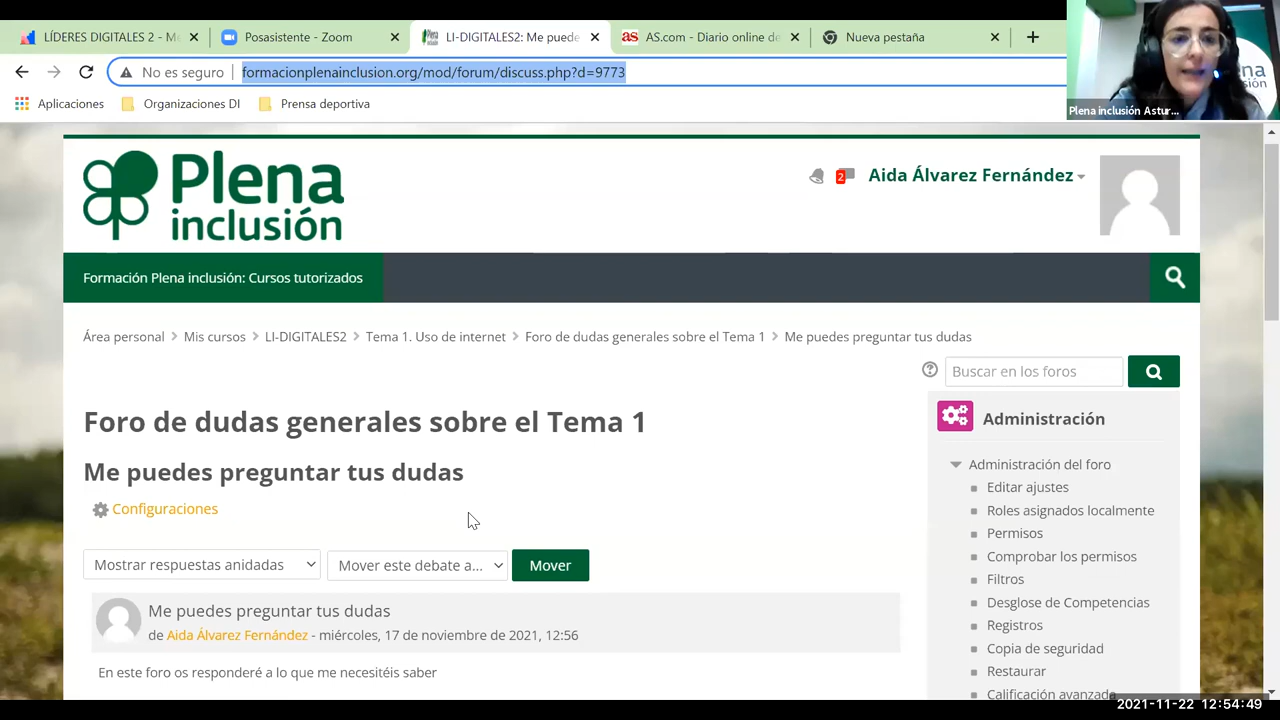 LÍDERES DIGITALES 2 - M
Posasistente - Zoom
LI-DIGITALES2: Me puede
AS.com - Diario online de
Nueva pestaña
No es seguro
formacionplenainclusion.org/mod/forum/discuss.php?d=9773
Aplicaciones
Organizaciones DI
Prensa deportiva
Plena inclusión Astur...
Plena
inclusión
2
Aida Álvarez Fernández
Formación Plena inclusión: Cursos tutorizados
Área personal
Mis cursos
LI-DIGITALES2
Tema 1. Uso de internet
Foro de dudas generales sobre el Tema 1
Me puedes preguntar tus dudas
Buscar en los foros
Foro de dudas generales sobre el Tema 1
Me puedes preguntar tus dudas
Configuraciones
Mostrar respuestas anidadas
Mover este debate a...
Mover
Me puedes preguntar tus dudas
de Aida Álvarez Fernández - miércoles, 17 de noviembre de 2021, 12:56
En este foro os responderé a lo que me necesitéis saber
Administración
Administración del foro
Editar ajustes
Roles asignados localmente
Permisos
Comprobar los permisos
Filtros
Desglose de Competencias
Registros
Copia de seguridad
Restaurar
Calificación avanzada
2021-11-22 12:54:49